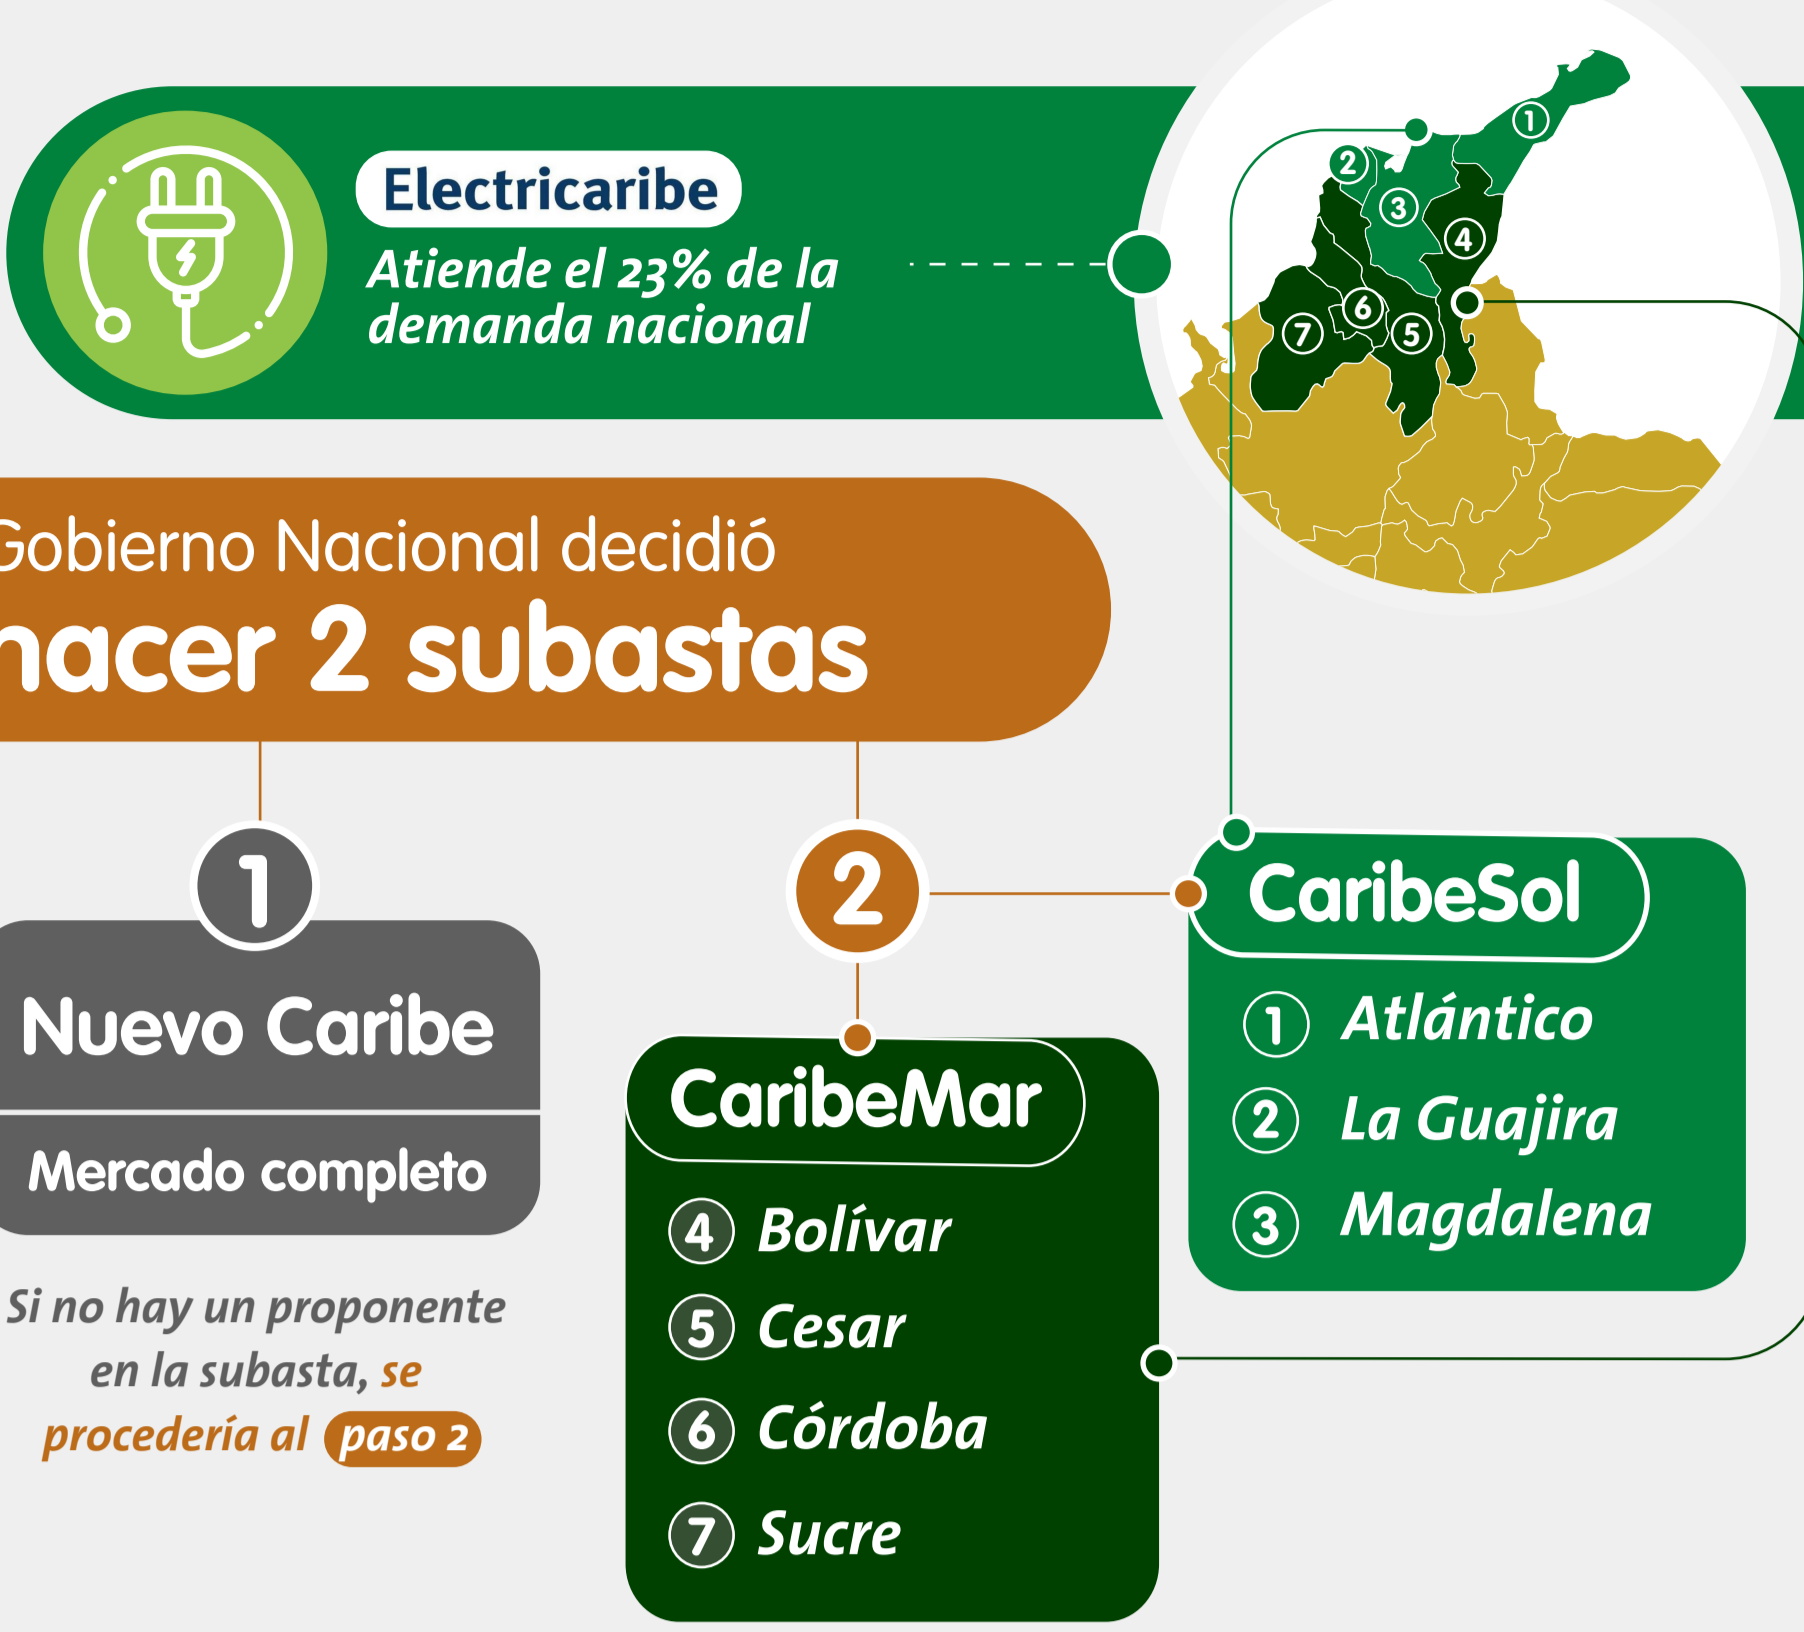 Electricaribe
Atiende el 23% de la
demanda nacional
1
2
3
4
5
6
7
Gobierno Nacional decidió
hacer 2 subastas
1
Nuevo Caribe
Mercado completo
Si no hay un proponente
en la subasta, se
procedería al paso 2
2
CaribeMar
4 Bolívar
5 Cesar
6 Córdoba
7 Sucre
CaribeSol
1 Atlántico
2 La Guajira
3 Magdalena